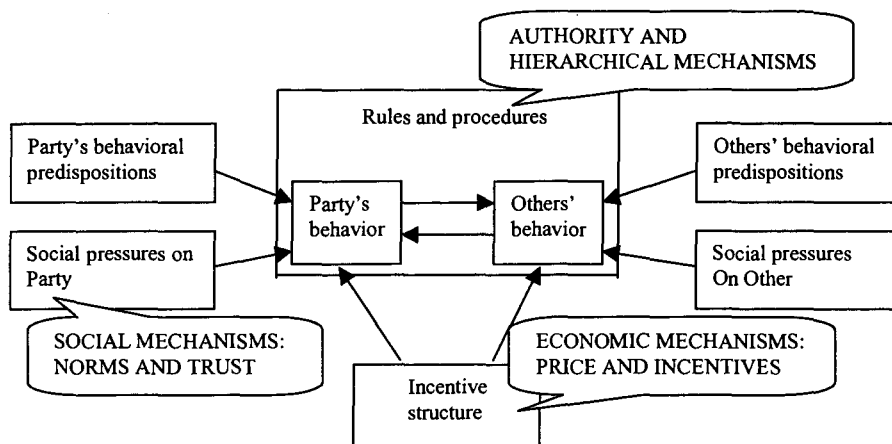 AUTHORITY AND
HIERARCHICAL MECHANISMS
Rules and procedures
Party's behavioral
predispositions
Others' behavioral
predispositions
Party's
behavior
Others'
behavior
Social pressures on
Party
Social pressures
On Other
SOCIAL MECHANISMS:
NORMS AND TRUST
ECONOMIC MECHANISMS:
PRICE AND INCENTIVES
Incentive
structure